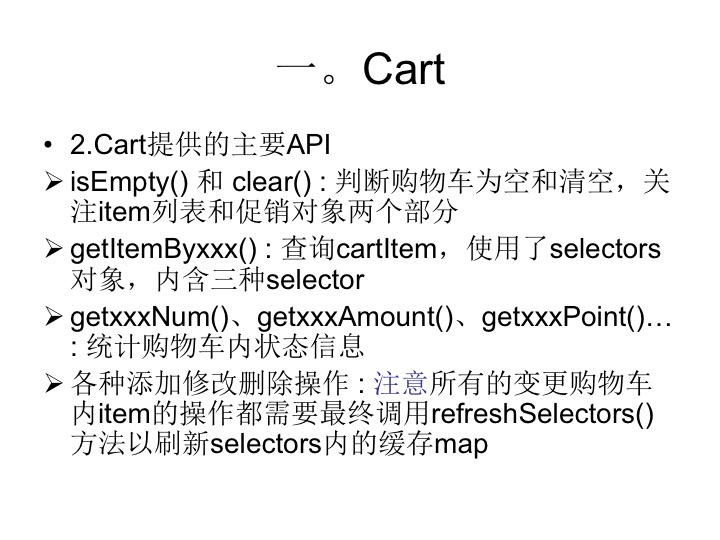 一。Cart
• 2.Cart提供的主要API
➢ isEmpty() 和 clear() : 判断购物车为空和清空，关
注item列表和促销对象两个部分
➢ getItemByxxx() : 查询cartItem，使用了selectors
对象，内含三种selector
➢ getxxxNum()、getxxxAmount()、getxxxPoint()…
: 统计购物车内状态信息
➢ 各种添加修改删除操作 : 注意所有的变更购物车
内item的操作都需要最终调用refreshSelectors()
方法以刷新selectors内的缓存map